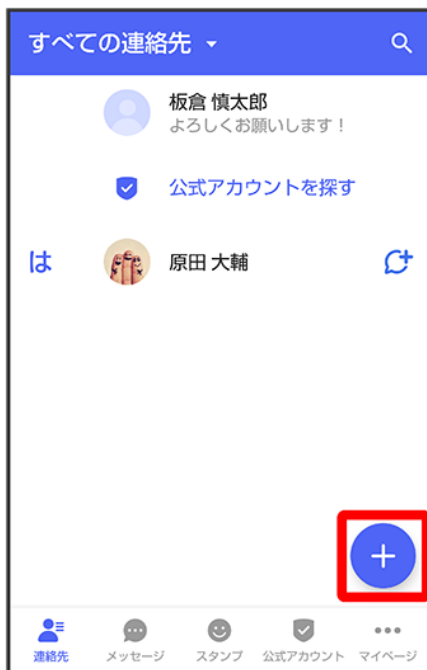 すべての連絡先
板倉 慎太郎
よろしくお願いします！
公式アカウントを探す
は
原田 大輔
連絡先
メッセージ
スタンプ
公式アカウント
マイページ